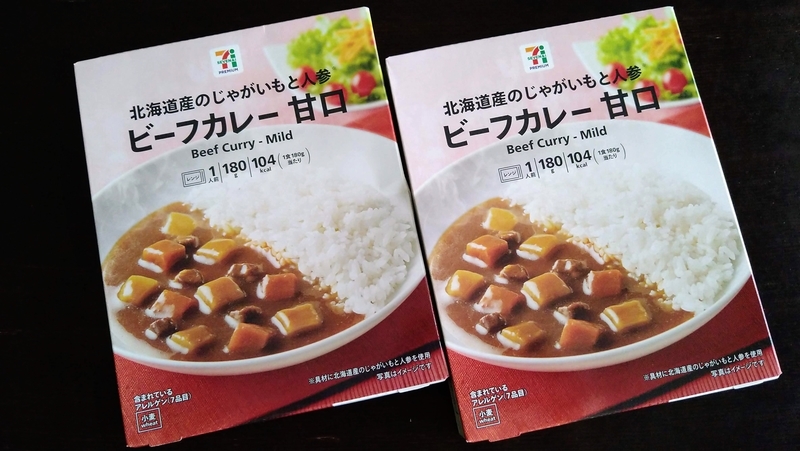 SEVEN & i
PREMIUM
北海道産のじゃがいもと人参
ビーフカレー 甘口
Beef Curry - Mild
レンジ 1人前 180g 104kcal (1食180g当たり)
※具材に北海道産のじゃがいもと人参を使用
写真はイメージです
含まれている
アレルゲン(7品目)
小麦
wheat
SEVEN & i
PREMIUM
北海道産のじゃがいもと人参
ビーフカレー 甘口
Beef Curry - Mild
レンジ 1人前 180g 104kcal (1食180g当たり)
※具材に北海道産のじゃがいもと人参を使用
写真はイメージです
含まれている
アレルゲン(7品目)
小麦
wheat